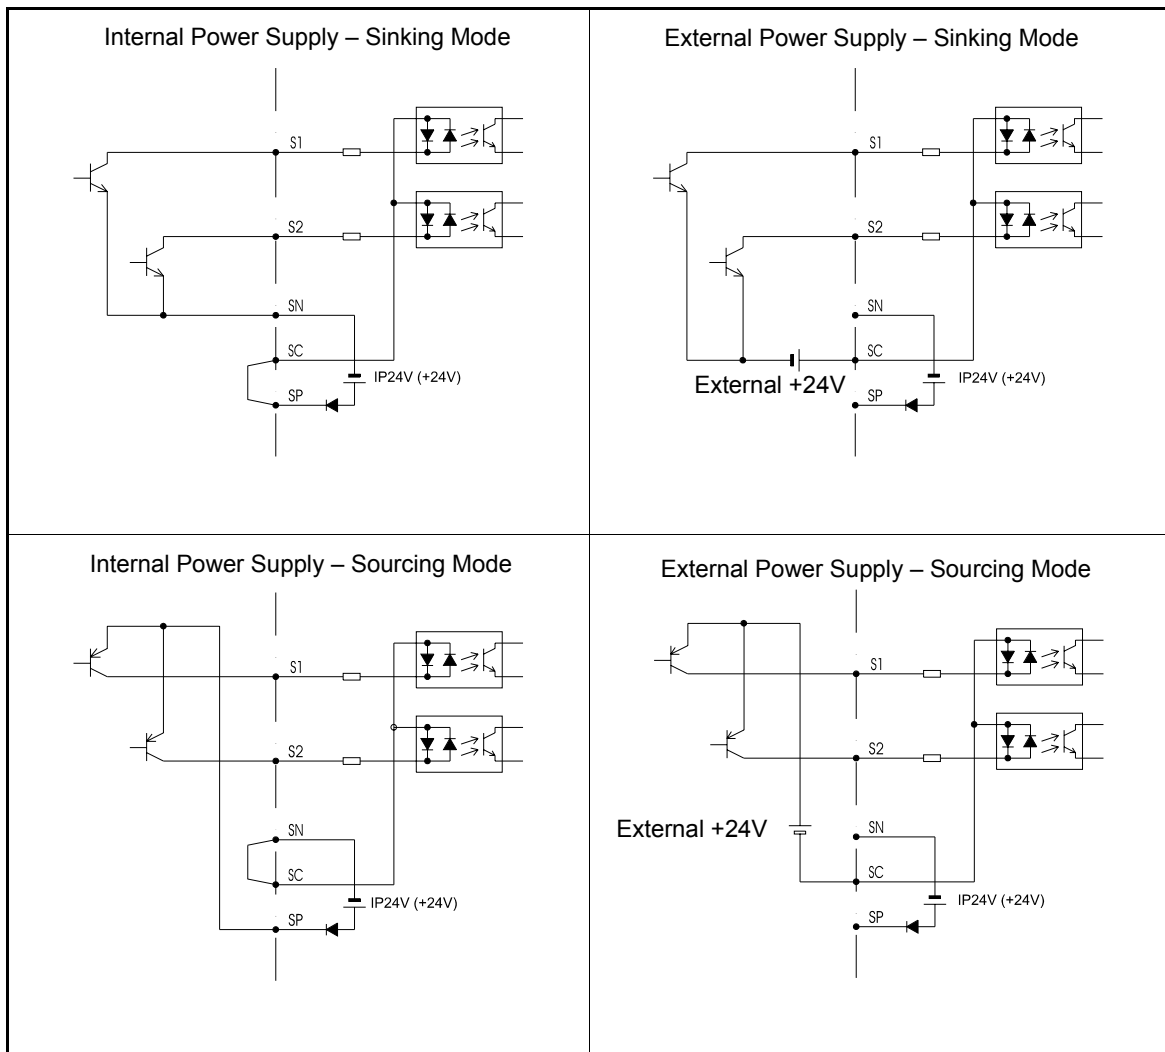 Internal Power Supply – Sinking Mode
S1
S2
SN
SC
IP24V (+24V)
SP
External Power Supply – Sinking Mode
S1
S2
SN
SC
External +24V
IP24V (+24V)
SP
Internal Power Supply – Sourcing Mode
S1
S2
SN
SC
IP24V (+24V)
SP
External Power Supply – Sourcing Mode
S1
S2
External +24V
SN
SC
IP24V (+24V)
SP